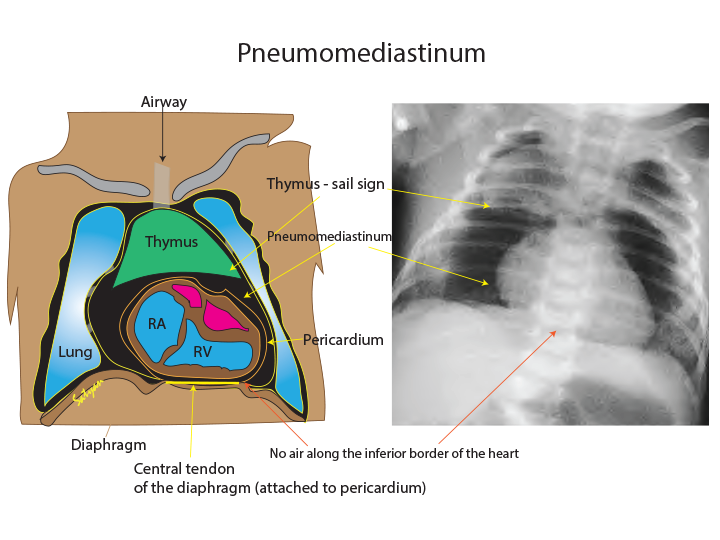 Pneumomediastinum
Airway
Thymus - sail sign
Thymus
Pneumomediastinum
RA
Pericardium
Lung
RV
Diaphragm
No air along the inferior border of the heart
Central tendon
of the diaphragm (attached to pericardium)